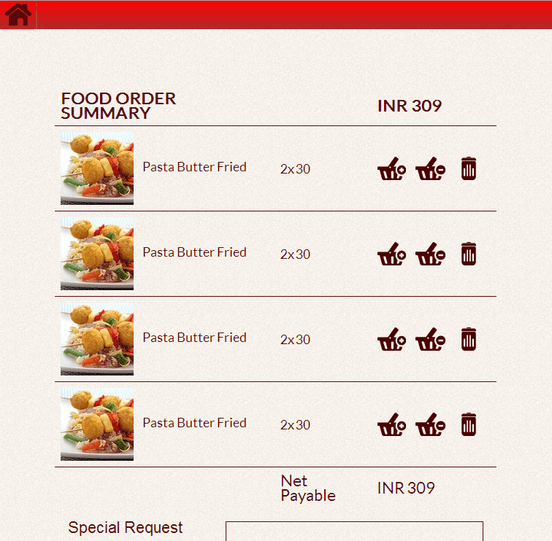 FOOD ORDER
SUMMARY
INR 309
Pasta Butter Fried 2x30
Pasta Butter Fried 2x30
Pasta Butter Fried 2x30
Pasta Butter Fried 2x30
Net
Payable
INR 309
Special Request